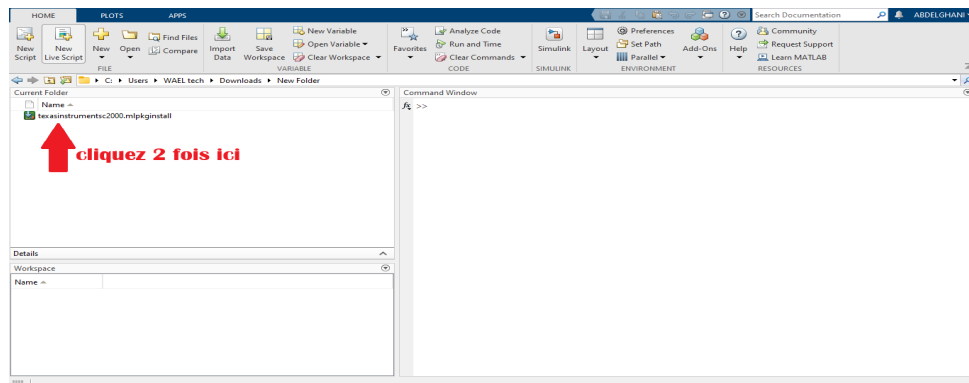 HOME PLOTS APPS Search Documentation ABDELGHANI
New Script New Live Script New Open Find Files Compare Import Data Save Workspace New Variable Open Variable Clear Workspace Favorites Analyze Code Run and Time Clear Commands Simulink Layout Preferences Set Path Parallel Add-Ons Help Community Request Support Learn MATLAB
FILE VARIABLE CODE SIMULINK ENVIRONMENT RESOURCES
C: Users WAEL tech Downloads New Folder
Current Folder
Name
texasinstrumentsc2000.mlpkginstall
cliquez 2 fois ici
Details
Workspace
Name
Command Window
fx >>